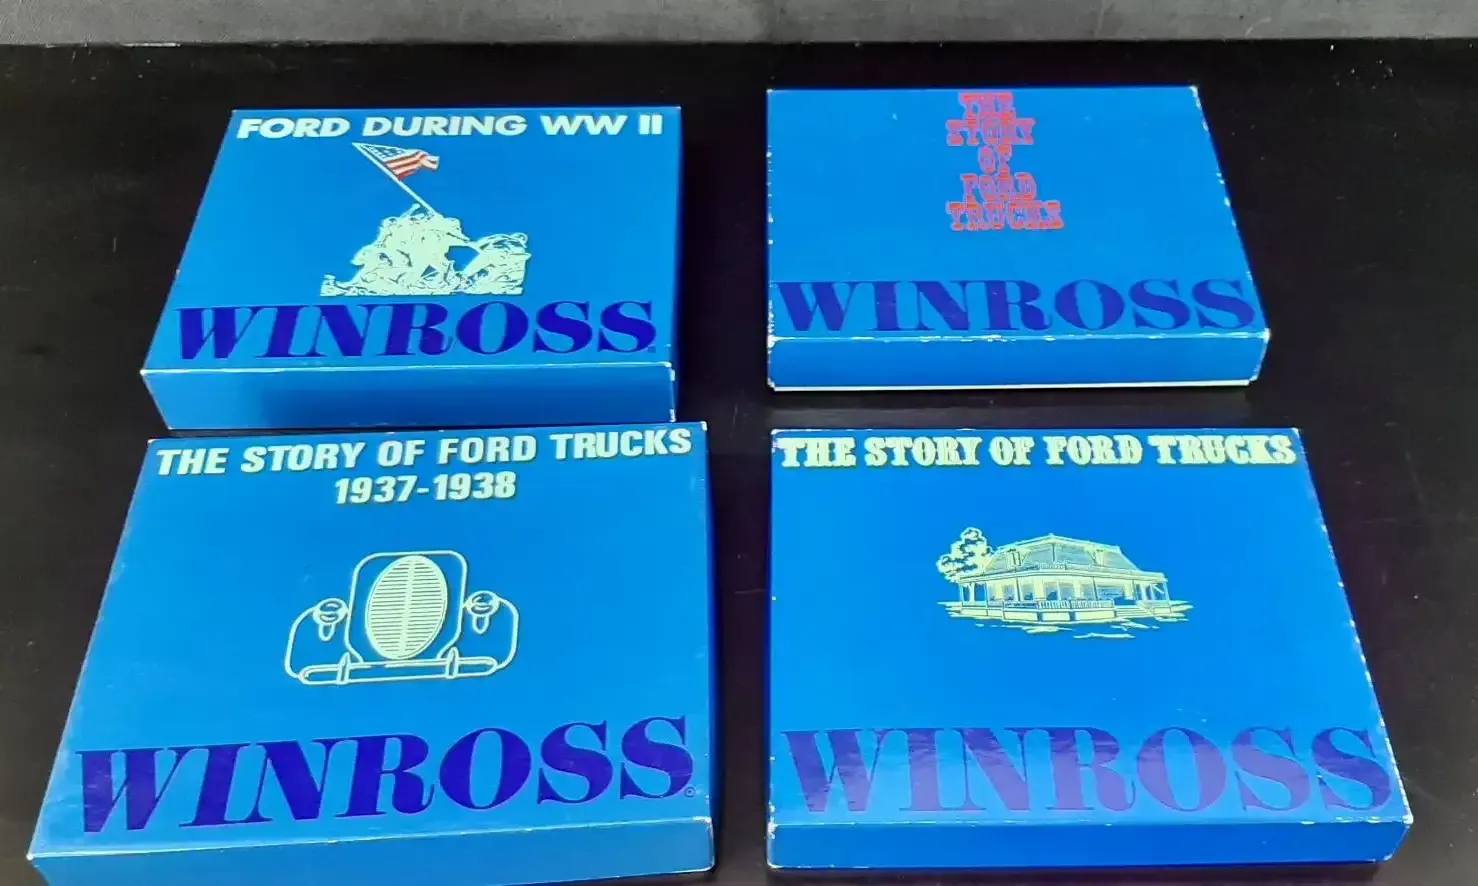 FORD DURING WW II
WINROSS
THE
STORY
OF
FORD
TRUCKS
WINROSS
THE STORY OF FORD TRUCKS
1937-1938
WINROSS
THE STORY OF FORD TRUCKS
WINROSS